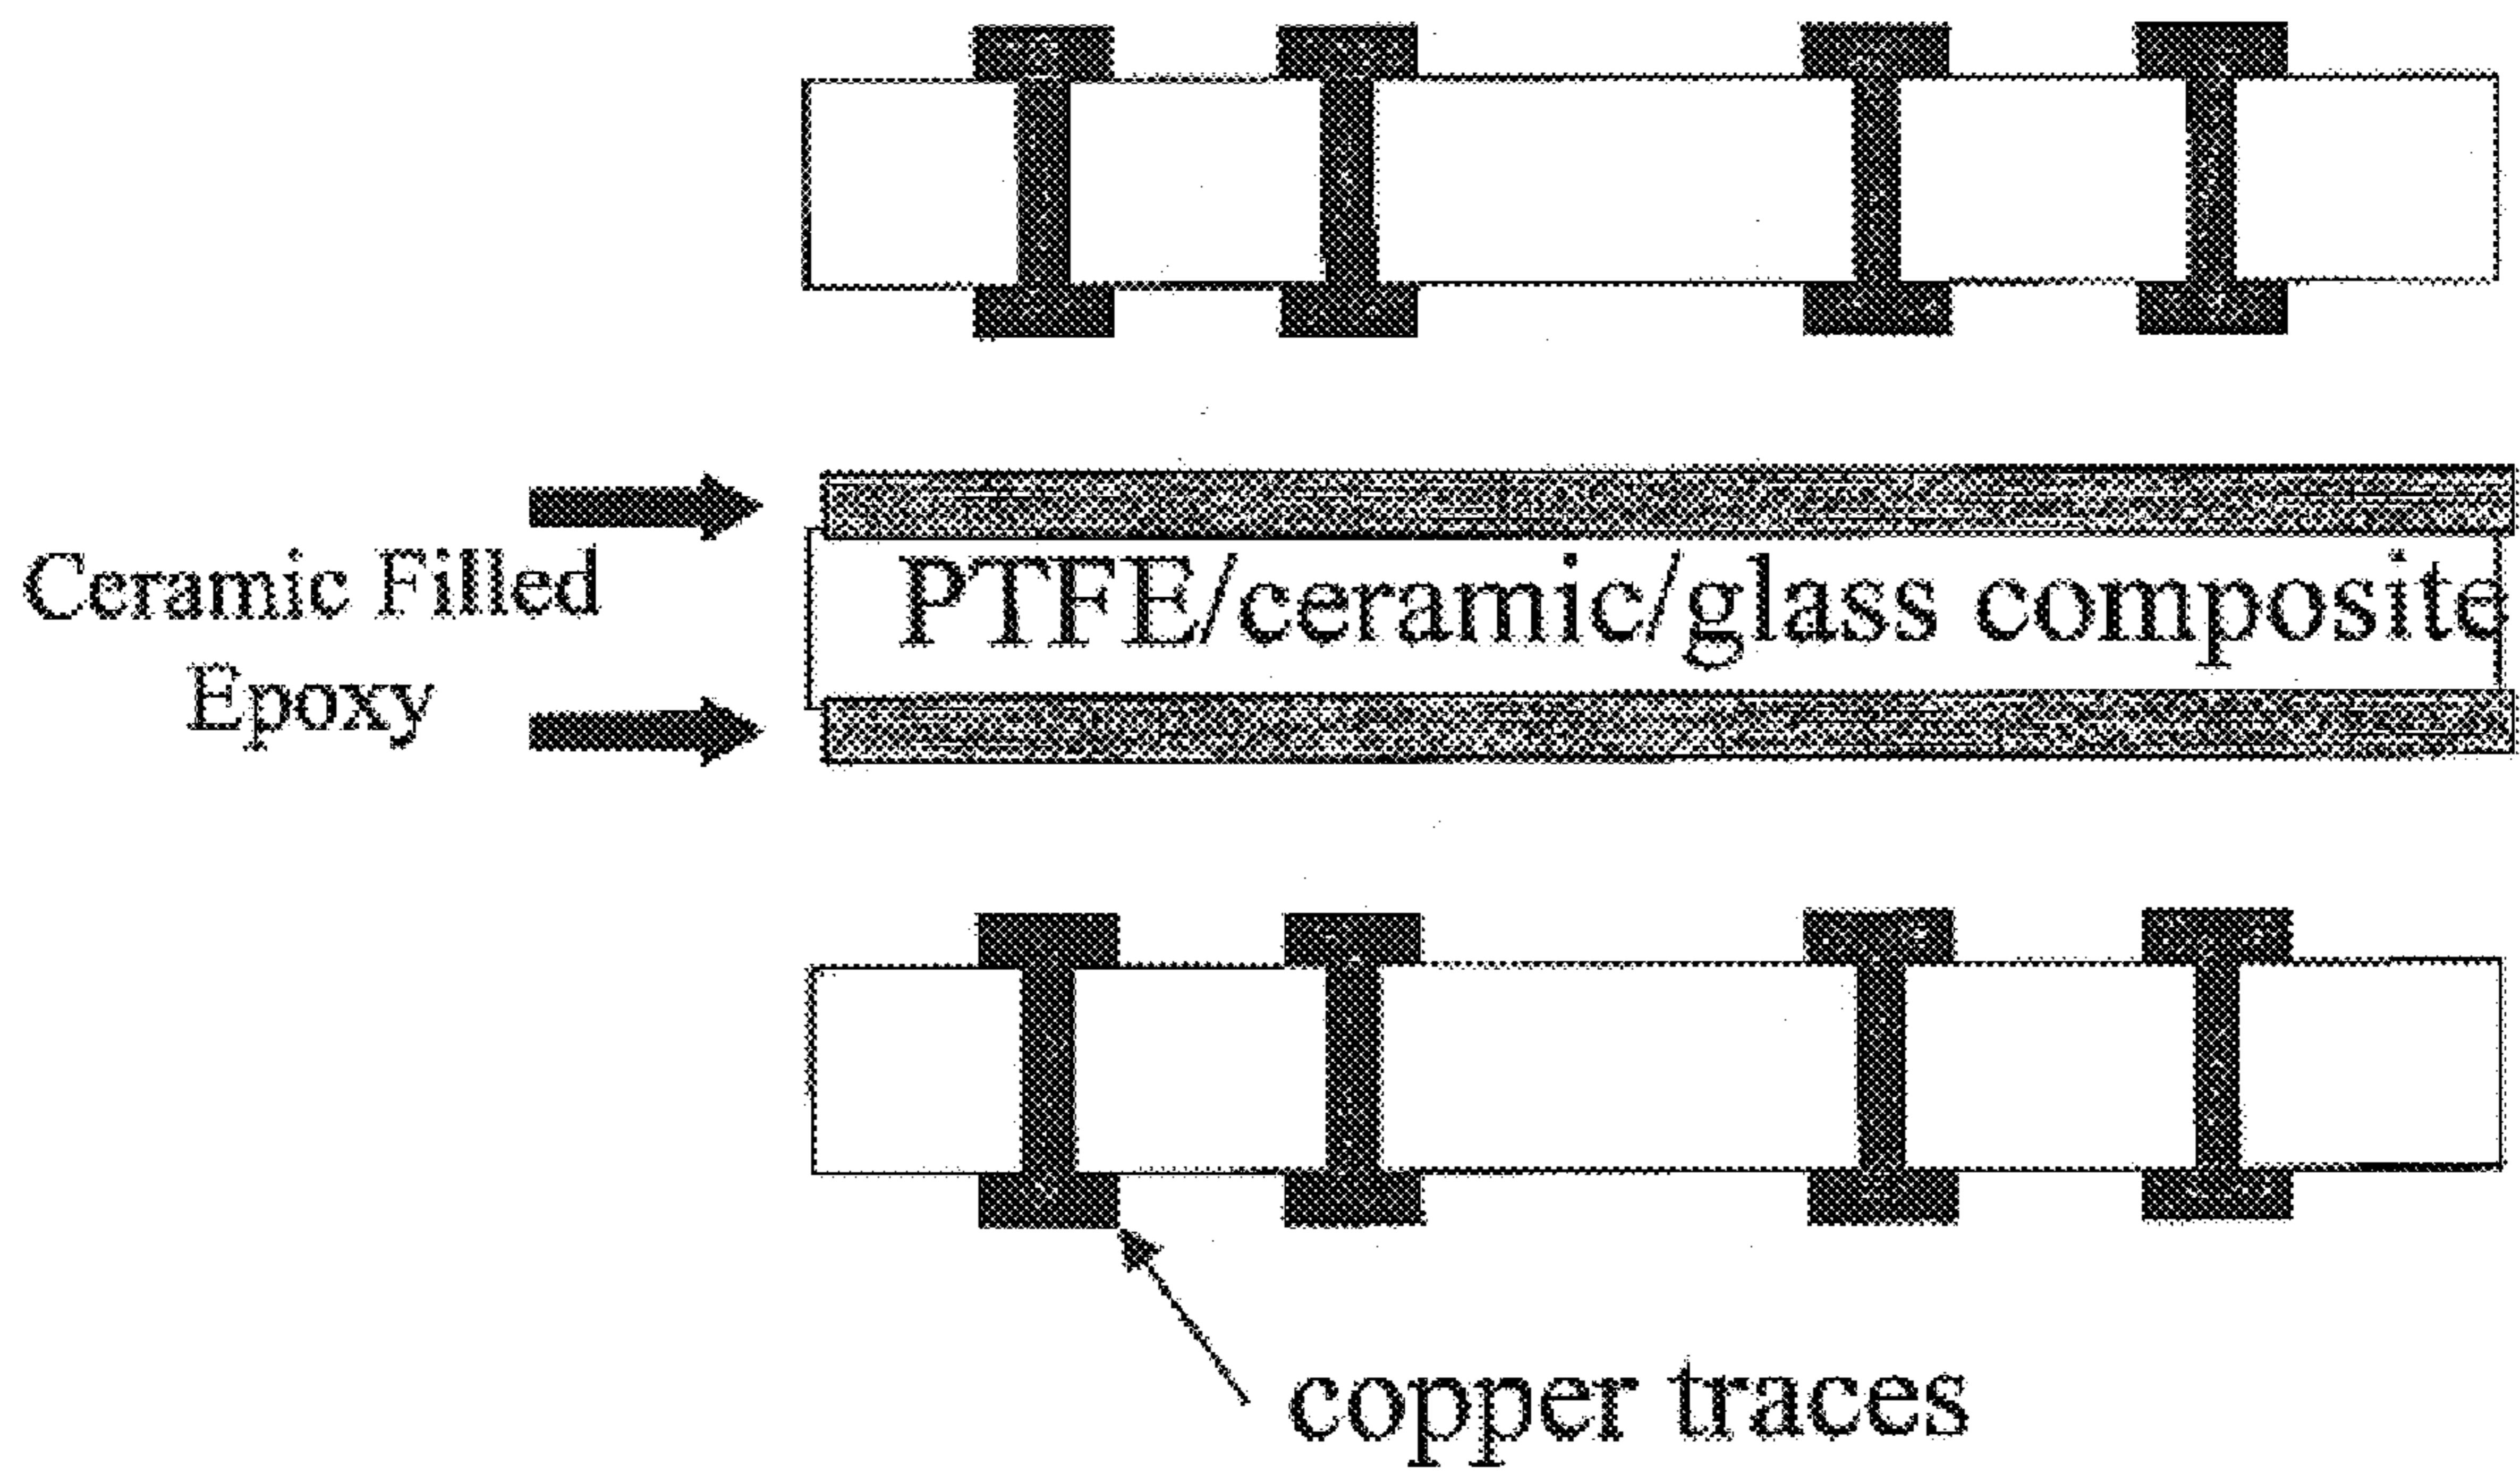 Ceramic Filled
Epoxy
PTFE/ceramic/glass composite
copper traces